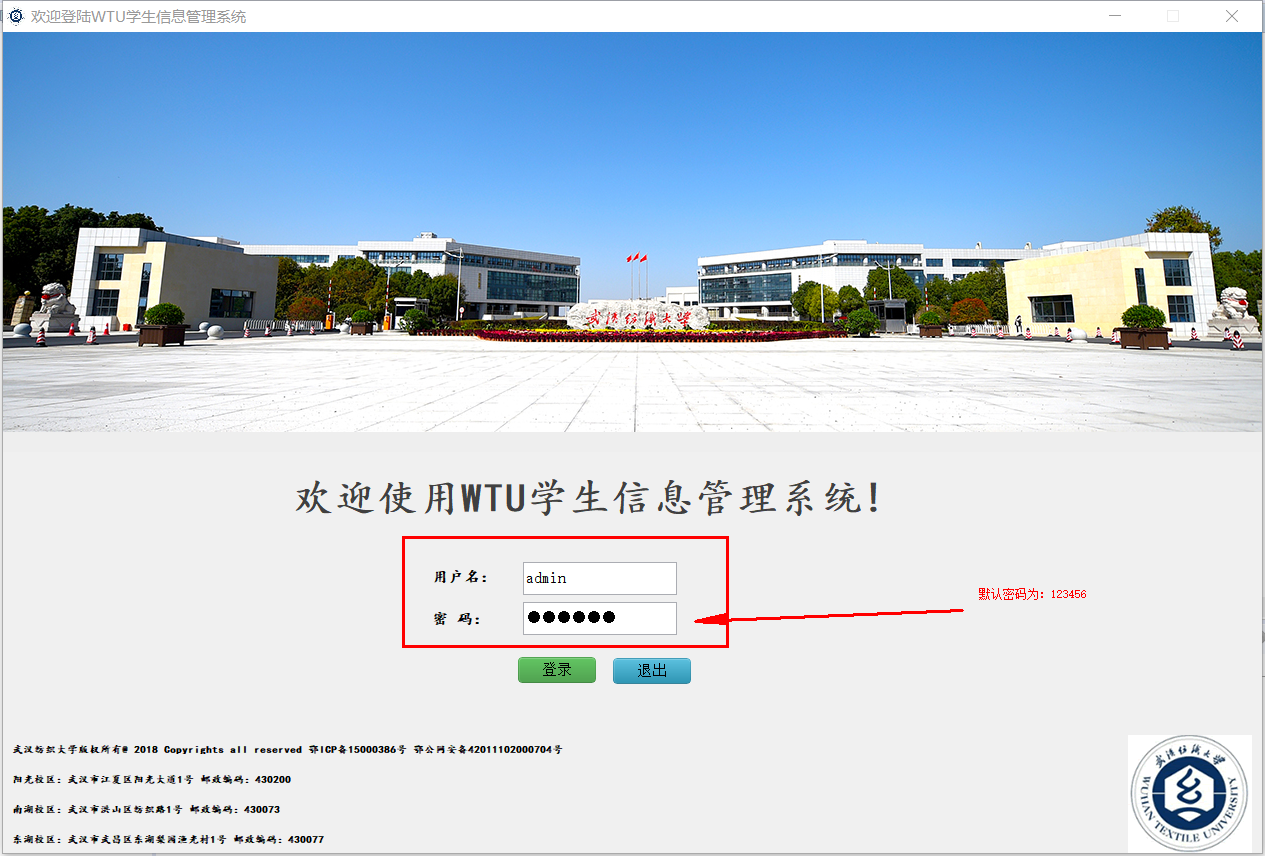 欢迎登陆WTU学生信息管理系统
武汉纺织大学
欢迎使用WTU学生信息管理系统!
用户名：
admin
密 码：
●●●●●●
默认密码为：123456
登录
退出
武汉纺织大学版权所有@ 2018 Copyrights all reserved 鄂ICP备15000386号 鄂公网安备42011102000704号
阳光校区：武汉市江夏区阳光大道1号 邮政编码：430200
南湖校区：武汉市洪山区纺织路1号 邮政编码：430073
东湖校区：武汉市武昌区东湖梨园渔光村1号 邮政编码：430077
武汉纺织大学
WUHAN TEXTILE UNIVERSITY